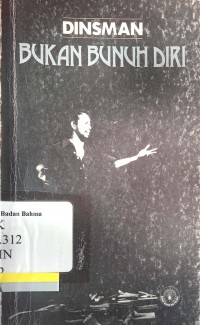 DINSMAN
BUKAN BUNUH DIRI
Badan Bahasa
.312
IN